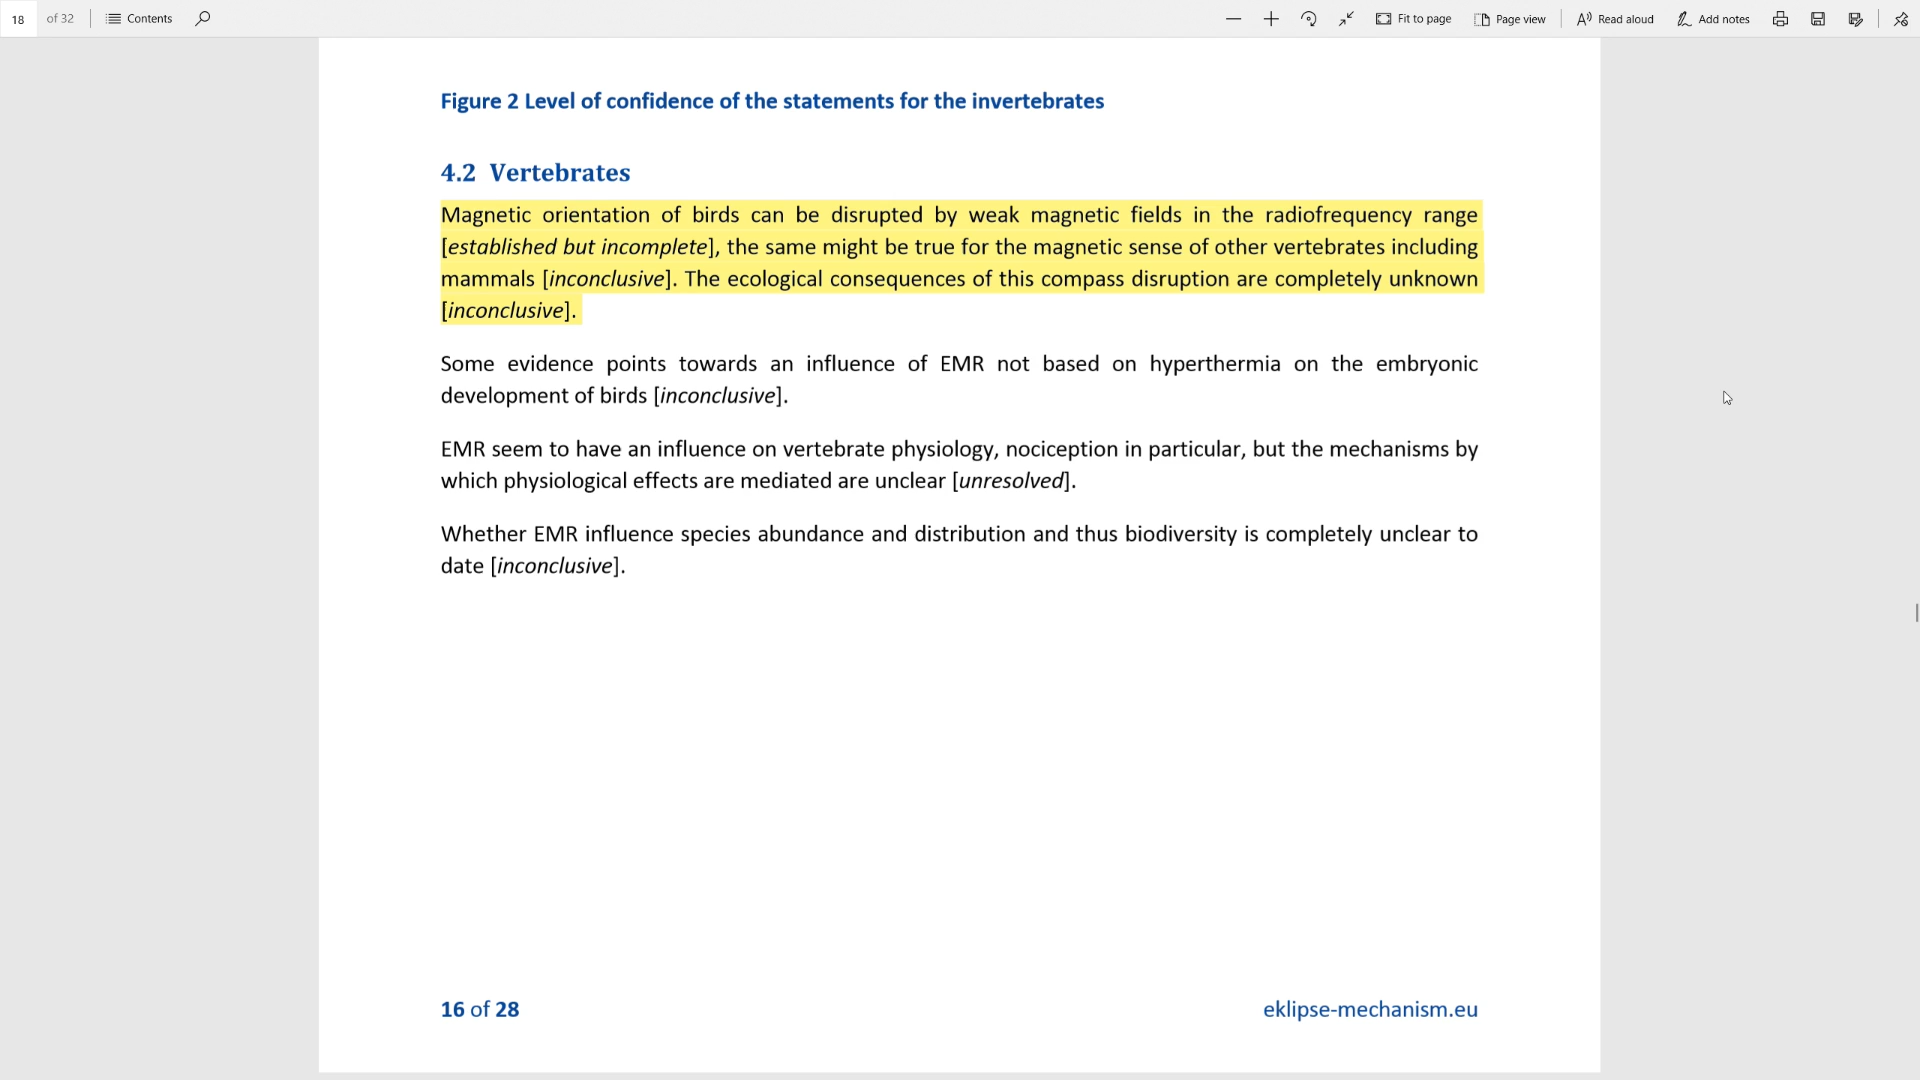 18 of 32 Contents Fit to page Page view Read aloud Add notes
Figure 2 Level of confidence of the statements for the invertebrates
4.2 Vertebrates
Magnetic orientation of birds can be disrupted by weak magnetic fields in the radiofrequency range
[established but incomplete], the same might be true for the magnetic sense of other vertebrates including
mammals [inconclusive]. The ecological consequences of this compass disruption are completely unknown
[inconclusive].
Some evidence points towards an influence of EMR not based on hyperthermia on the embryonic
development of birds [inconclusive].
EMR seem to have an influence on vertebrate physiology, nociception in particular, but the mechanisms by
which physiological effects are mediated are unclear [unresolved].
Whether EMR influence species abundance and distribution and thus biodiversity is completely unclear to
date [inconclusive].
16 of 28 eklipse-mechanism.eu